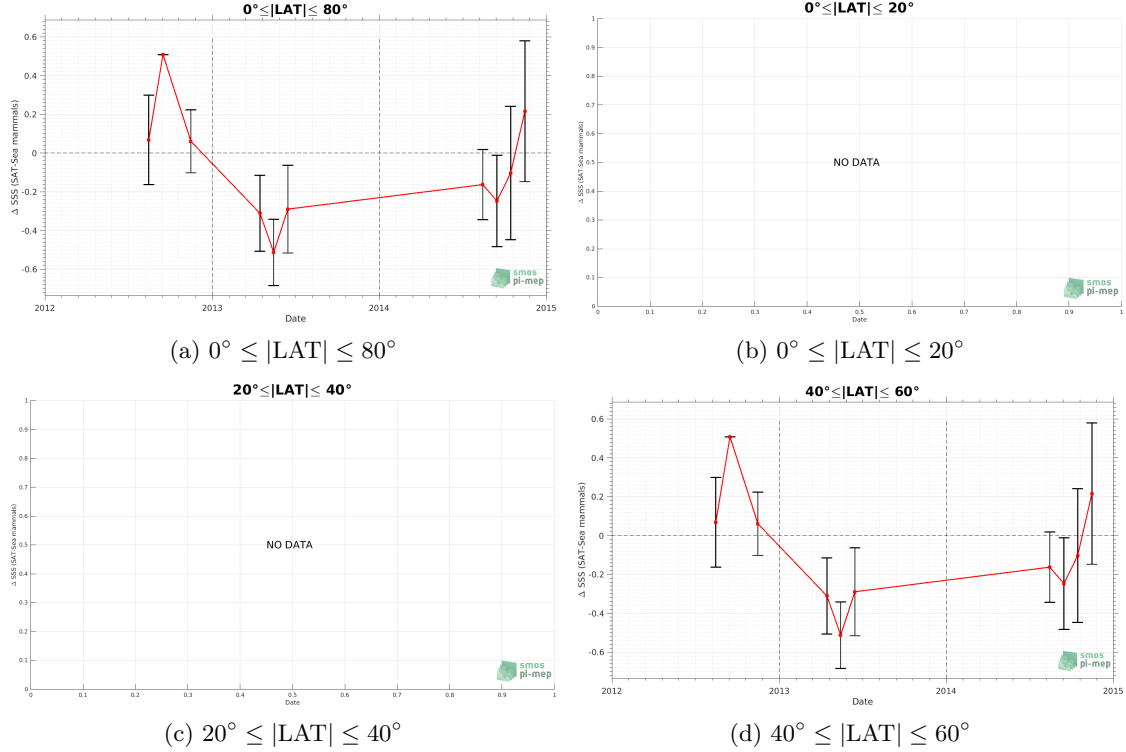 0°≤|LAT|≤ 80°
0.6
0.4
0.2
0
-0.2
-0.4
-0.6
Δ SSS (SAT-Sea mammals)
2012
2013
2014
2015
Date
smos
pi-mep
(a) 0° ≤ |LAT| ≤ 80°
0°≤|LAT|≤ 20°
1
0.9
0.8
0.7
0.6
0.5
0.4
0.3
0.2
0.1
0
Δ SSS (SAT-Sea mammals)
NO DATA
0 0.1 0.2 0.3 0.4 0.5 0.6 0.7 0.8 0.9 1
Date
smos
pi-mep
(b) 0° ≤ |LAT| ≤ 20°
20°≤|LAT|≤ 40°
1
0.9
0.8
0.7
0.6
0.5
0.4
0.3
0.2
0.1
0
Δ SSS (SAT-Sea mammals)
NO DATA
0 0.1 0.2 0.3 0.4 0.5 0.6 0.7 0.8 0.9 1
Date
smos
pi-mep
(c) 20° ≤ |LAT| ≤ 40°
40°≤|LAT|≤ 60°
0.6
0.4
0.2
0
-0.2
-0.4
-0.6
Δ SSS (SAT-Sea mammals)
2012
2013
2014
2015
Date
smos
pi-mep
(d) 40° ≤ |LAT| ≤ 60°